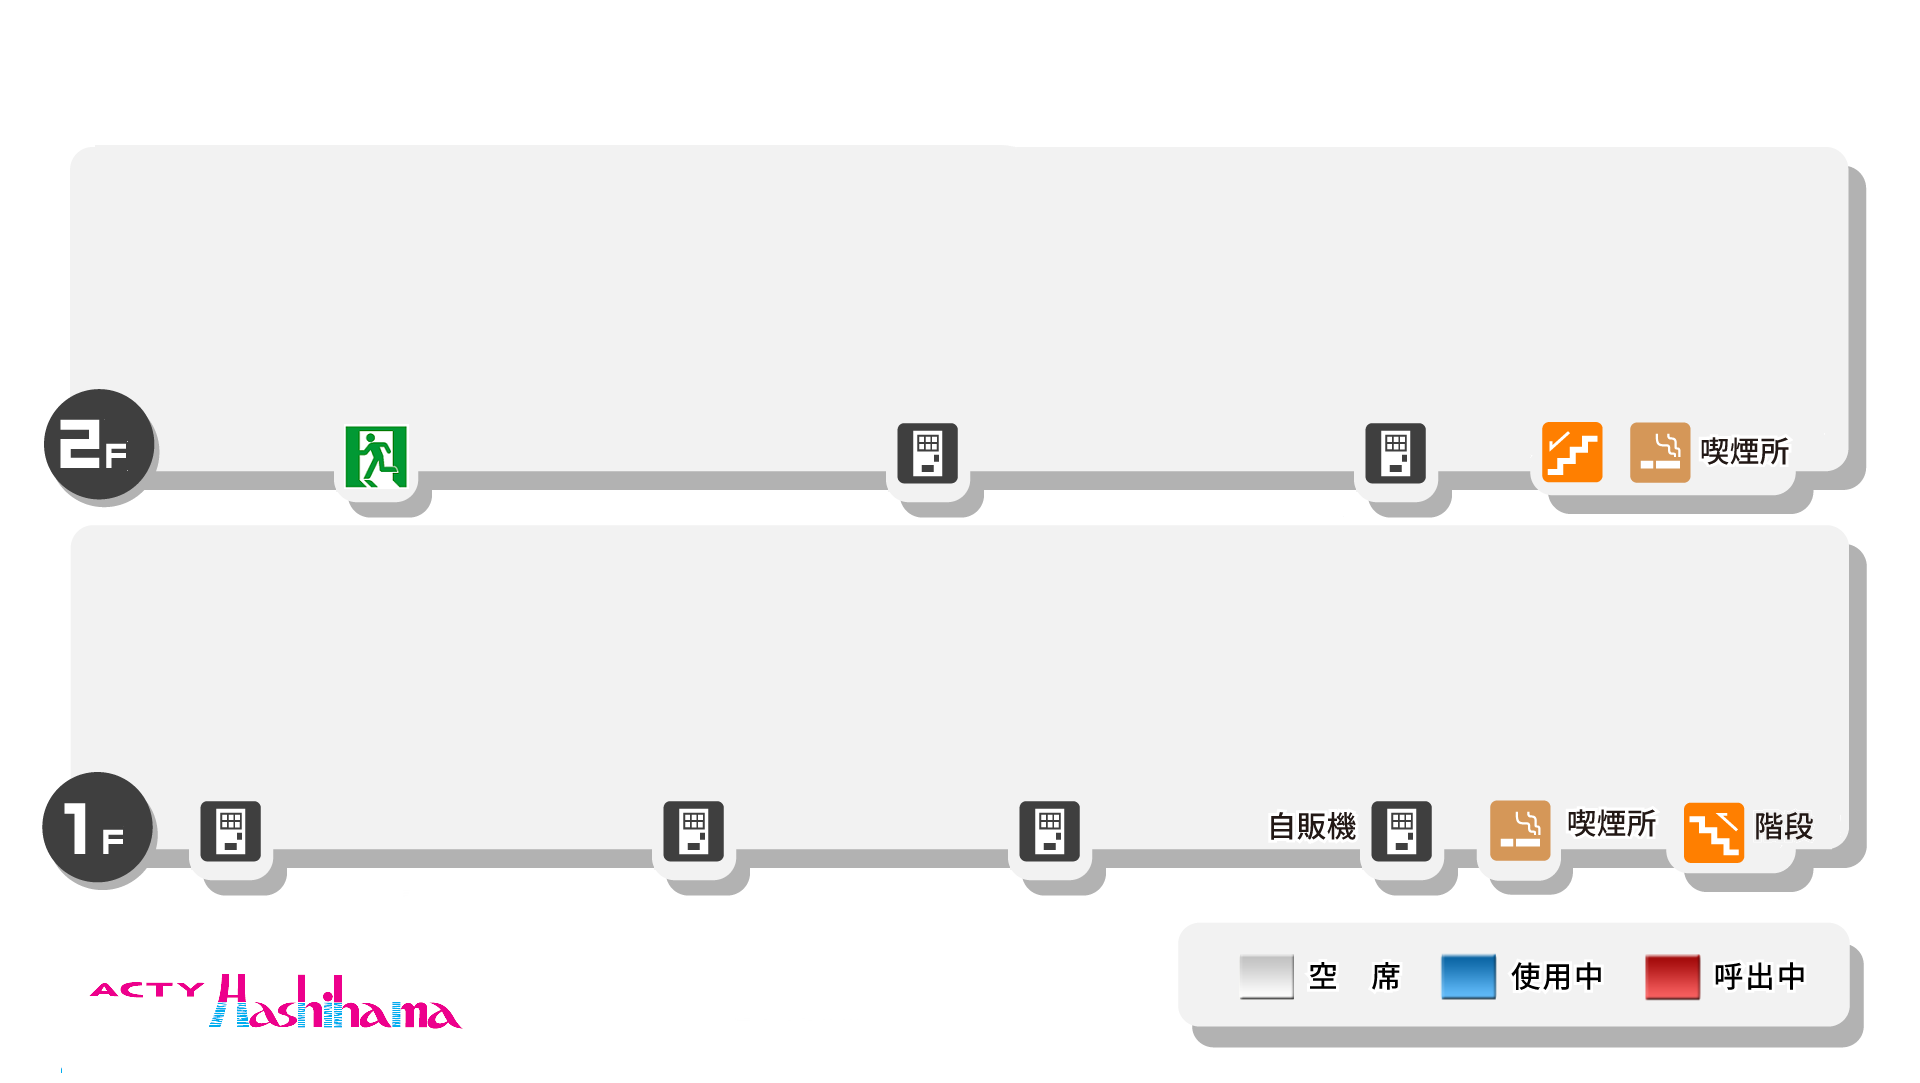 2F
喫煙所
1F
自販機
喫煙所
階段
空　席
使用中
呼出中
ACTY Hashihama